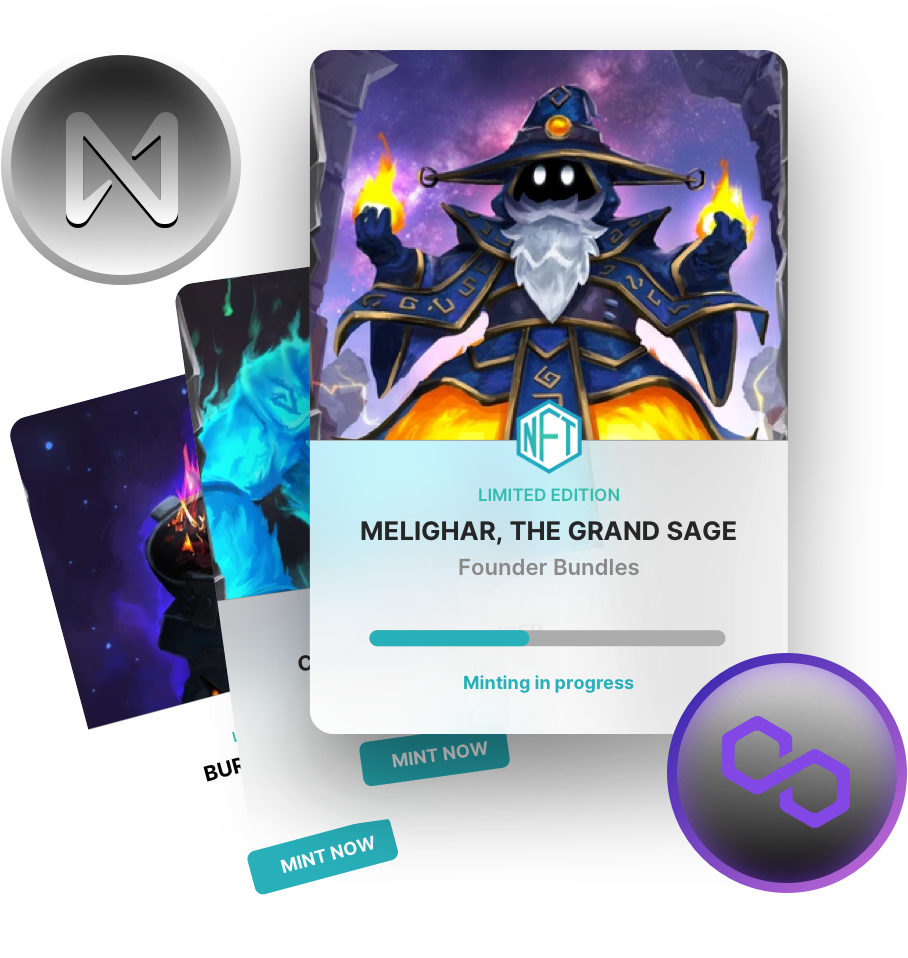 NFT
LIMITED EDITION
MELIGHAR, THE GRAND SAGE
Founder Bundles
Minting in progress
MINT NOW
BUR
MINT NOW